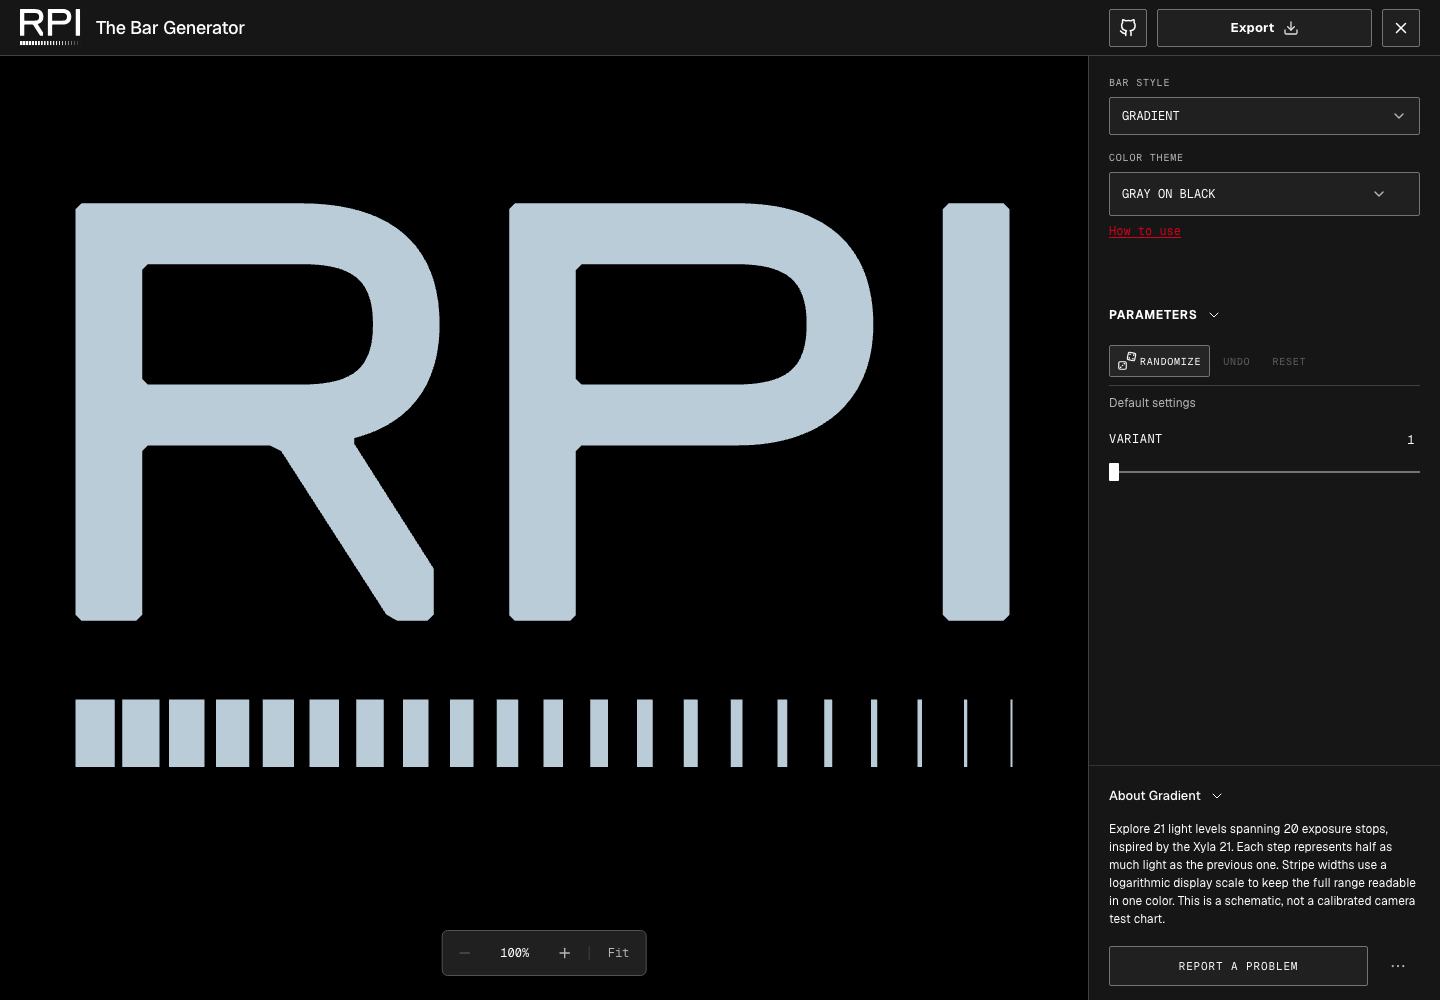 RPI
The Bar Generator
Export
BAR STYLE
GRADIENT
COLOR THEME
GRAY ON BLACK
How to use
PARAMETERS
RANDOMIZE
UNDO
RESET
Default settings
VARIANT
1
RPI
100%
Fit
About Gradient
Explore 21 light levels spanning 20 exposure stops,
inspired by the Xyla 21. Each step represents half as
much light as the previous one. Stripe widths use a
logarithmic display scale to keep the full range readable
in one color. This is a schematic, not a calibrated camera
test chart.
REPORT A PROBLEM